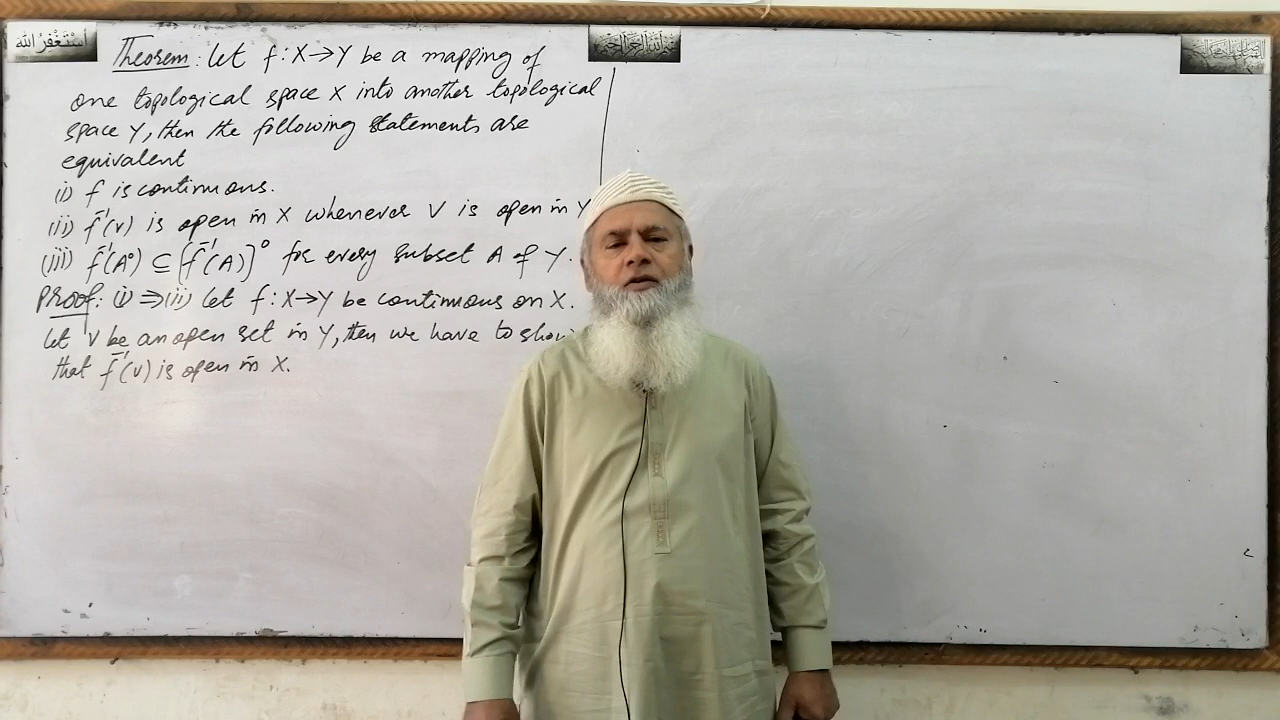 أستغفر الله
Theorem: let f: X→Y be a mapping of
one topological space X into another topological
space Y, then the following statements are
equivalent
(i) f is continuous.
(ii) f⁻¹(V) is open in X whenever V is open in Y
(iii) f⁻¹(A°) ⊆ [f⁻¹(A)]° for every subset A of Y.
Proof: (i) ⇒ (ii) let f: X→Y be continuous on X.
let V be an open set in Y, then we have to show
that f⁻¹(V) is open in X.